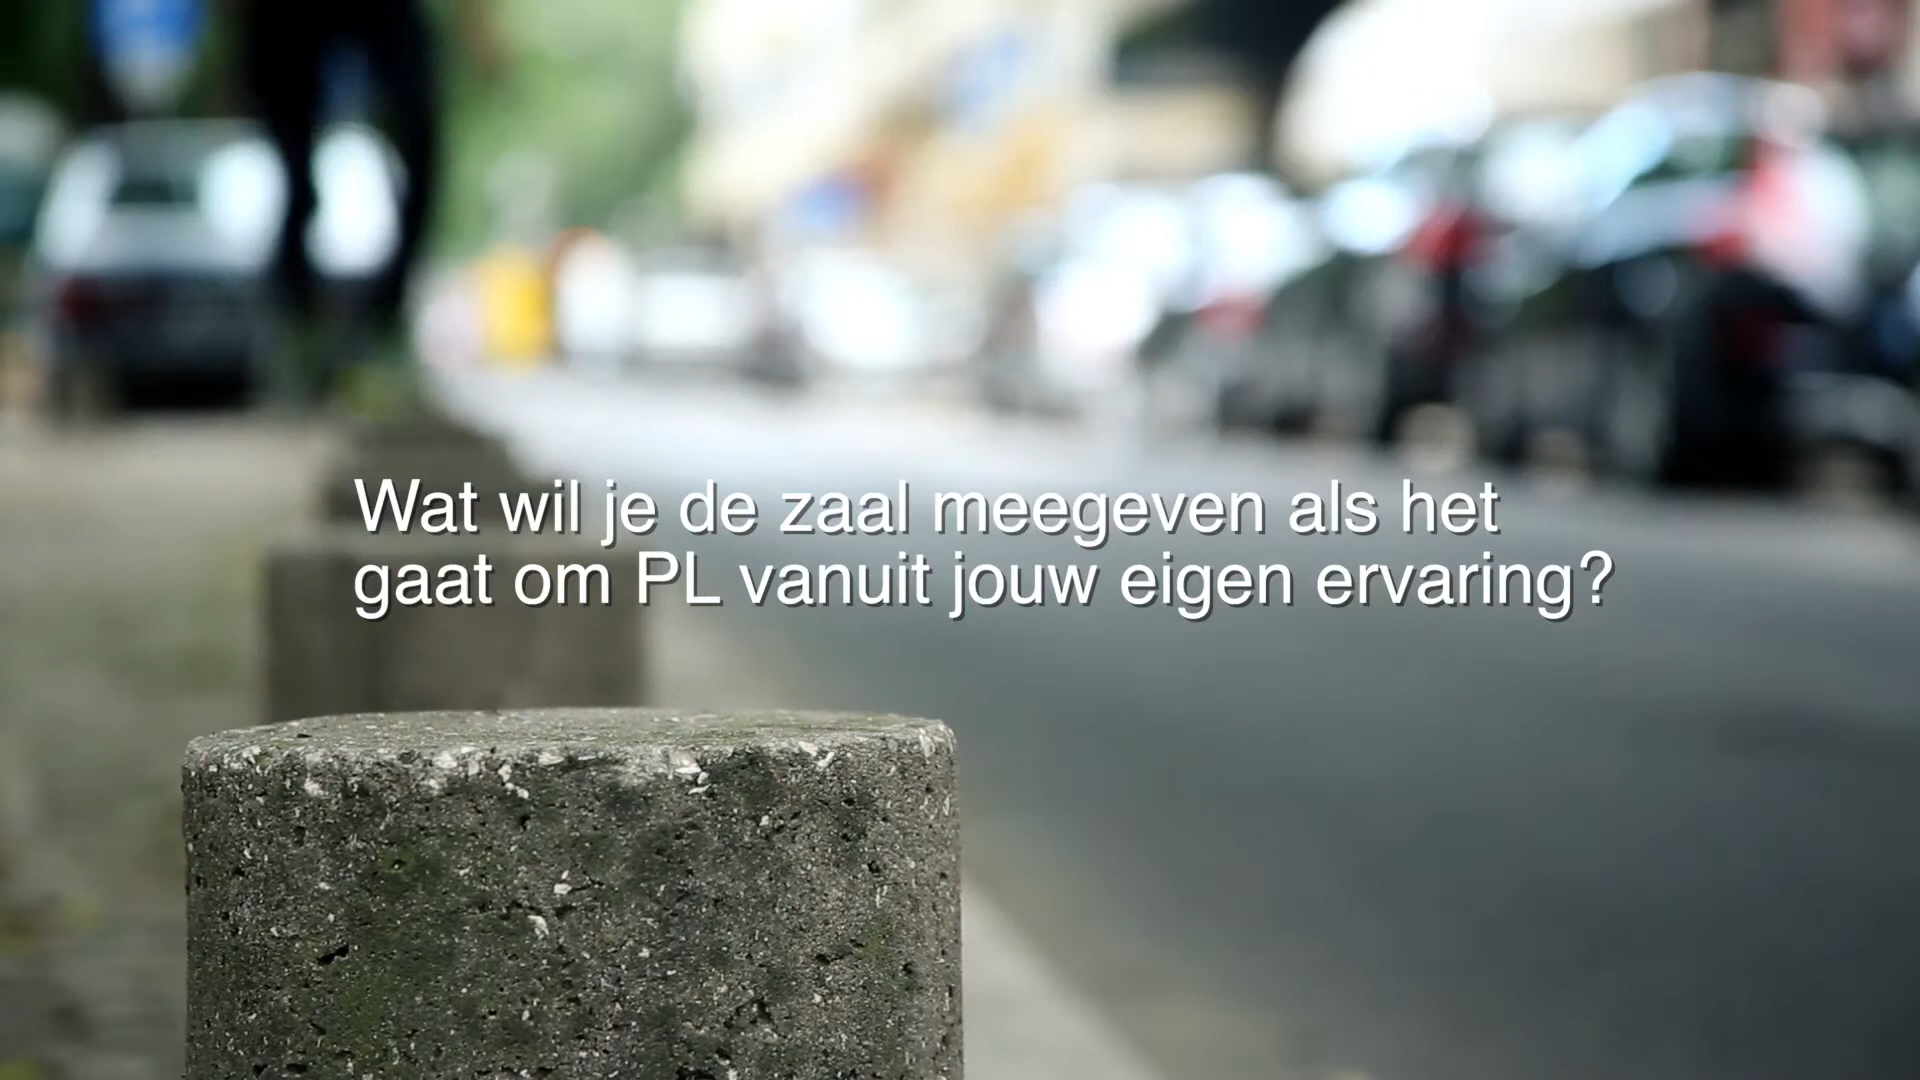 Wat wil je de zaal meegeven als het
gaat om PL vanuit jouw eigen ervaring?